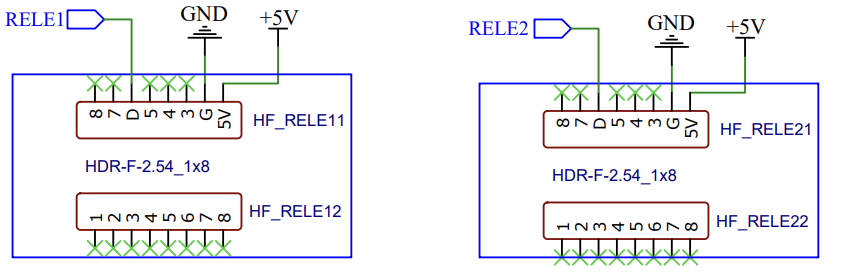 RELE1
GND
+5V
8 7 D 5 4 3 G 5V
HF_RELE11
HDR-F-2.54_1x8
1 2 3 4 5 6 7 8
HF_RELE12
RELE2
GND
+5V
8 7 D 5 4 3 G 5V
HF_RELE21
HDR-F-2.54_1x8
1 2 3 4 5 6 7 8
HF_RELE22